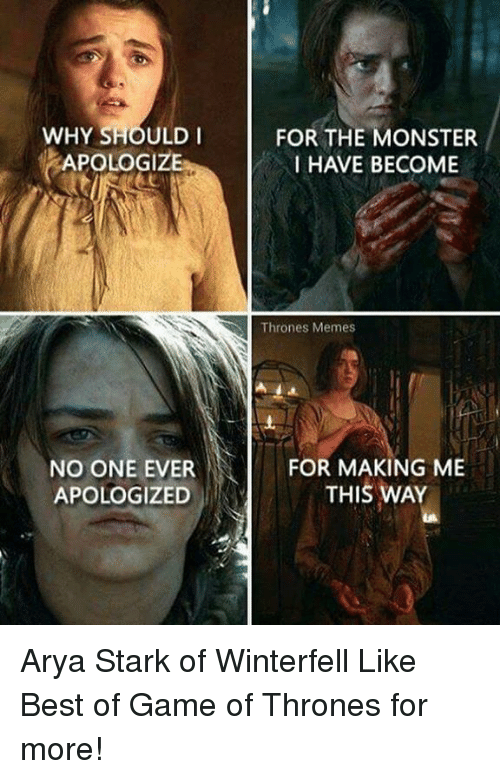 WHY SHOULD I
APOLOGIZE
FOR THE MONSTER
I HAVE BECOME
Thrones Memes
NO ONE EVER
APOLOGIZED
FOR MAKING ME
THIS WAY
Arya Stark of Winterfell Like
Best of Game of Thrones for
more!